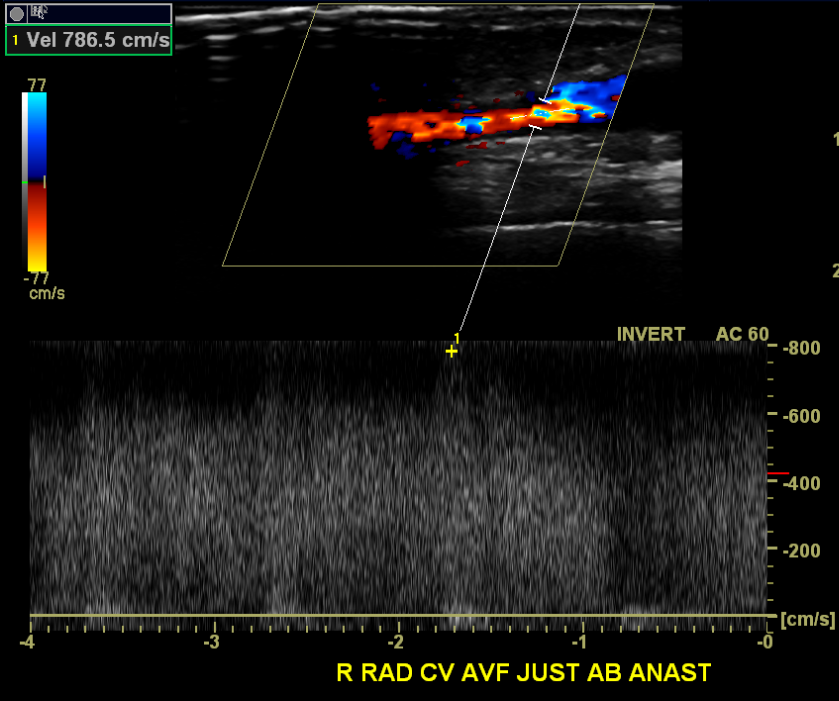 1 Vel 786.5 cm/s
77
-77
cm/s
1
2
1
INVERT AC 60
-800
-600
-400
-200
[cm/s]
-4 -3 -2 -1 -0
R RAD CV AVF JUST AB ANAST